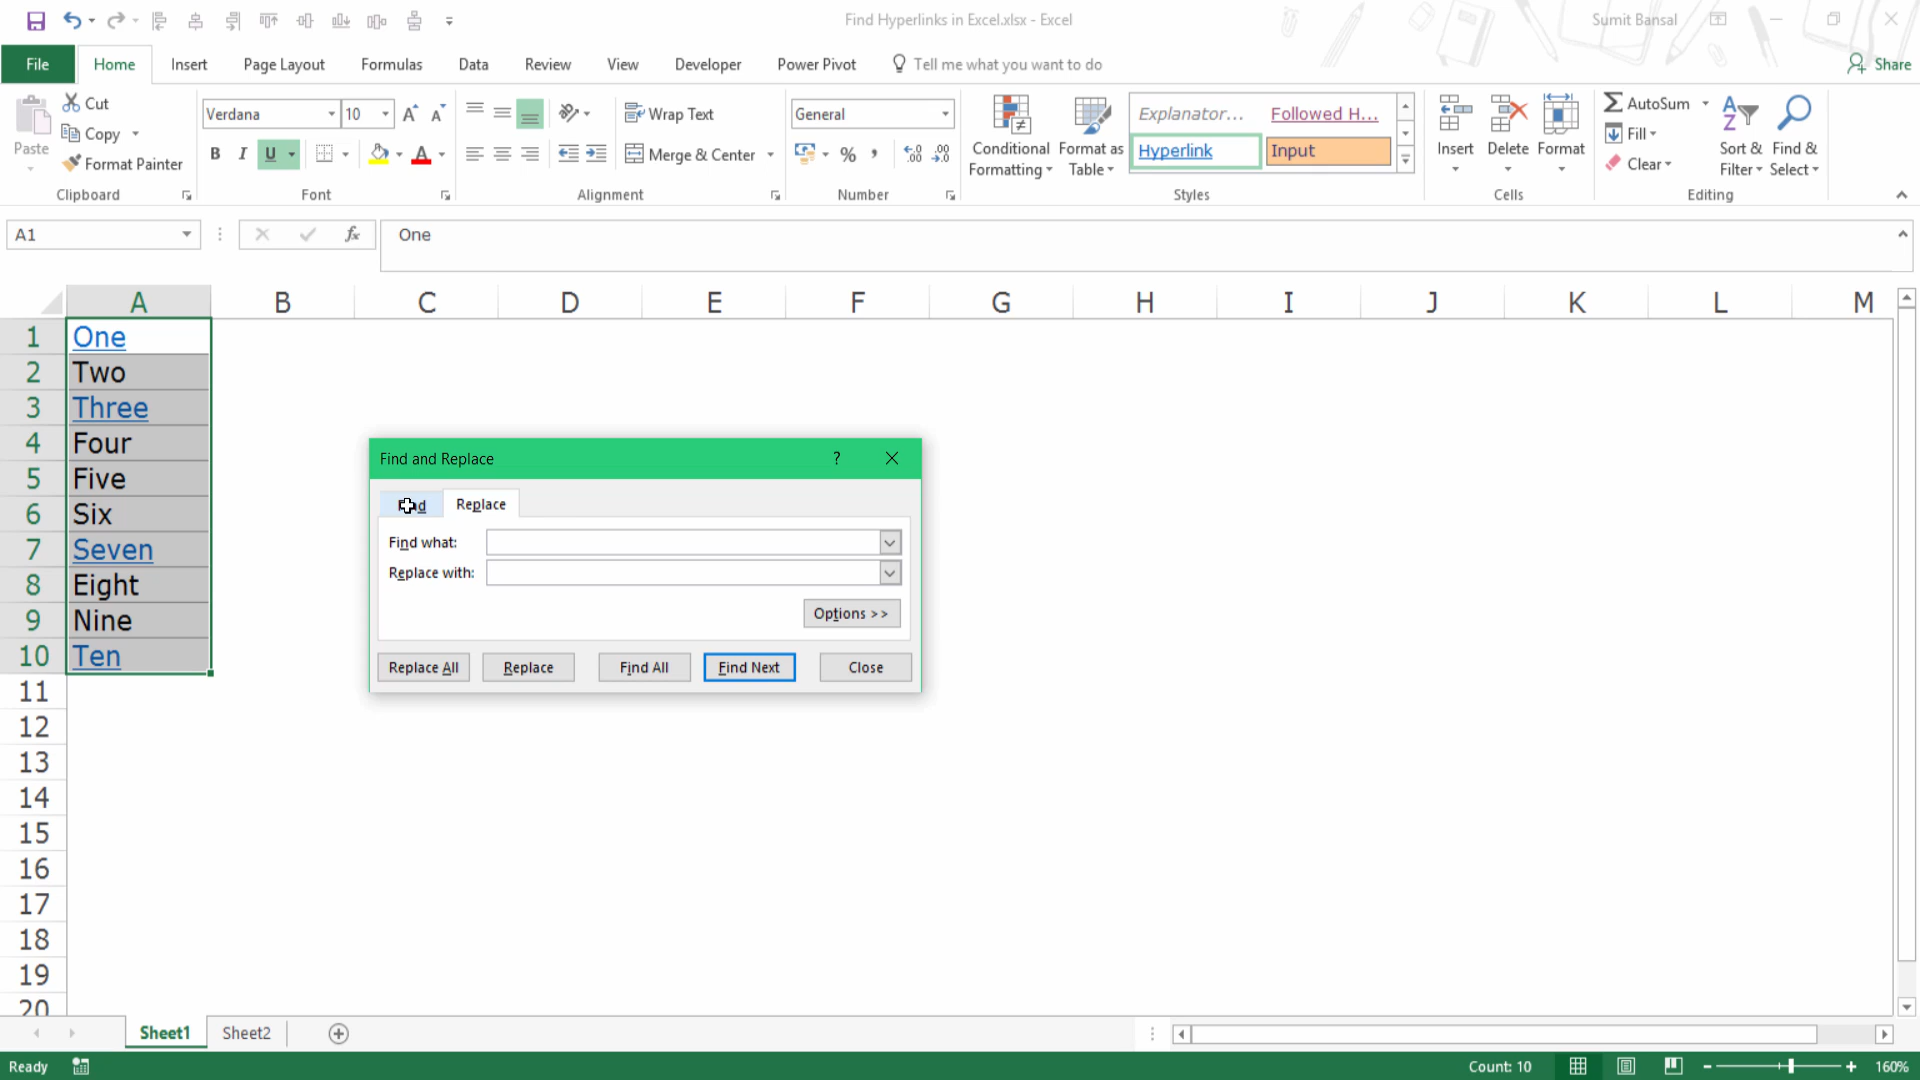 Find Hyperlinks in Excel.xlsx - Excel
Sumit Bansal
File Home Insert Page Layout Formulas Data Review View Developer Power Pivot Tell me what you want to do Share
Paste
Cut
Copy
Format Painter
Clipboard
Verdana 10
B I U
Font
Wrap Text
Merge & Center
Alignment
General
%
Number
Conditional Formatting
Format as Table
Explanator... Followed H...
Hyperlink Input
Styles
Insert Delete Format
Cells
AutoSum
Fill
Clear
Sort & Filter
Find & Select
Editing
A1 fx One
A B C D E F G H I J K L M
1 One
2 Two
3 Three
4 Four
5 Five
6 Six
7 Seven
8 Eight
9 Nine
10 Ten
11
12
13
14
15
16
17
18
19
20
Find and Replace ?
Replace
Find what:
Replace with:
Options >>
Replace All Replace Find All Find Next Close
Sheet1 Sheet2
Ready Count: 10 160%